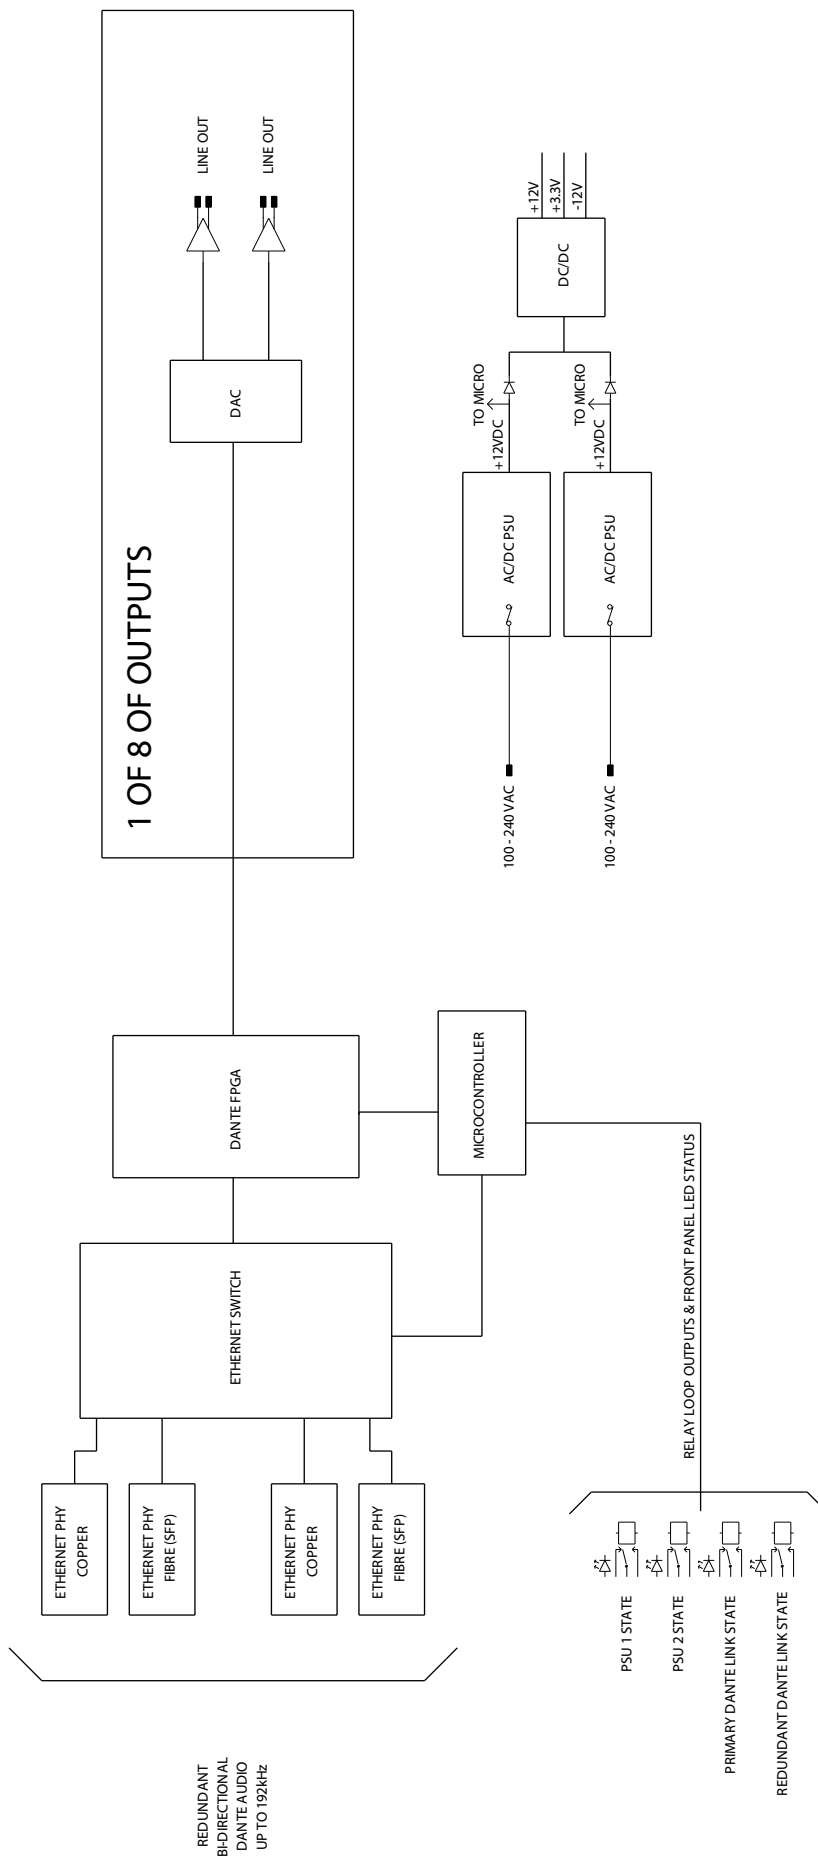 REDUNDANT
BI-DIRECTIONAL
DANTE AUDIO
UP TO 192kHz
ETHERNET PHY
COPPER
ETHERNET PHY
FIBRE (SFP)
ETHERNET PHY
COPPER
ETHERNET PHY
FIBRE (SFP)
ETHERNET SWITCH
DANTE FPGA
MICROCONTROLLER
1 OF 8 OF OUTPUTS
DAC
LINE OUT
LINE OUT
RELAY LOOP OUTPUTS & FRONT PANEL LED STATUS
PSU 1 STATE
PSU 2 STATE
PRIMARY DANTE LINK STATE
REDUNDANT DANTE LINK STATE
100 - 240 VAC
AC/DC PSU
+12VDC
TO MICRO
100 - 240 VAC
AC/DC PSU
+12VDC
TO MICRO
DC/DC
+12V
+3.3V
-12V